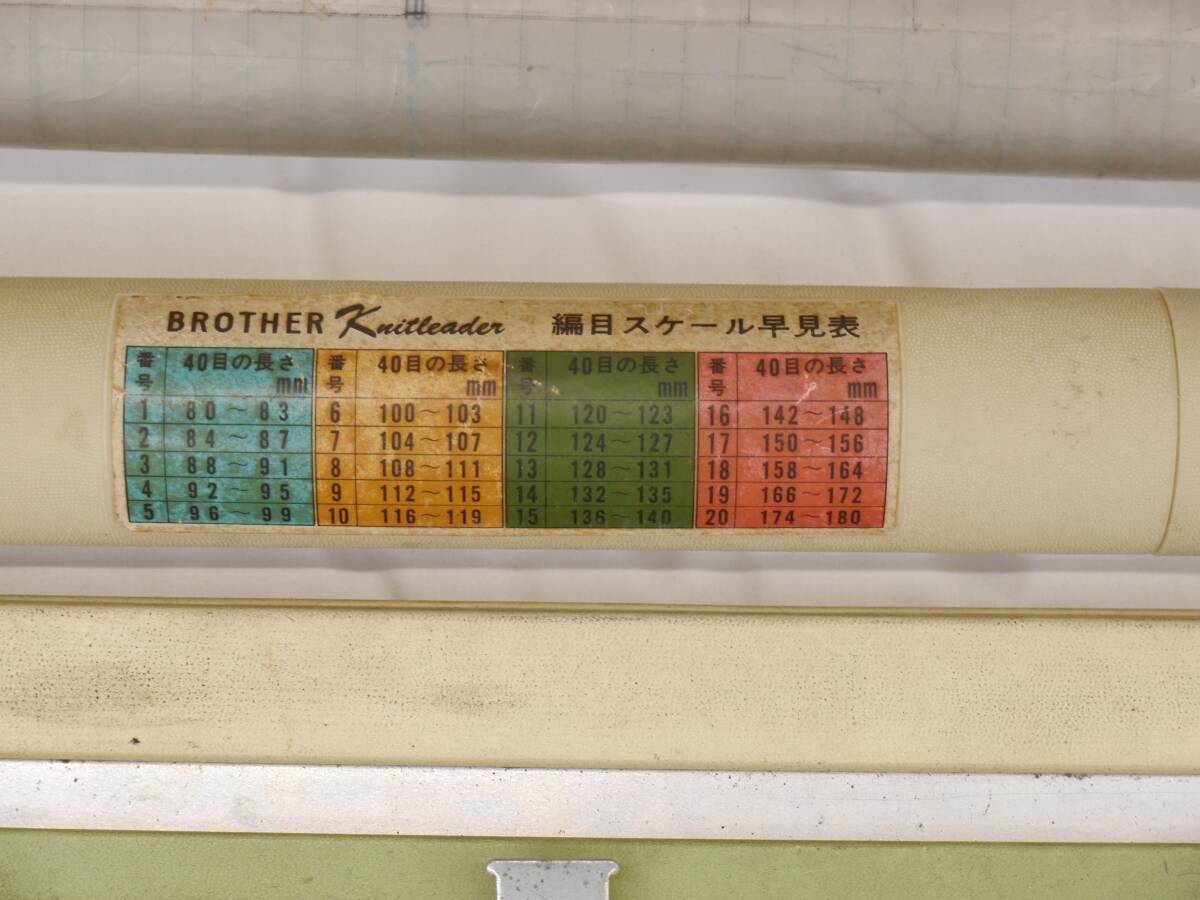 BROTHER Knitleader 編目スケール早見表
番号 40目の長さ mm 番号 40目の長さ mm 番号 40目の長さ mm 番号 40目の長さ mm
1 80～83 6 100～103 11 120～123 16 142～148
2 84～87 7 104～107 12 124～127 17 150～156
3 88～91 8 108～111 13 128～131 18 158～164
4 92～95 9 112～115 14 132～135 19 166～172
5 96～99 10 116～119 15 136～140 20 174～180